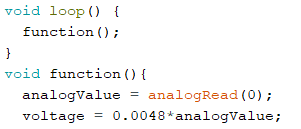 void loop() {
  function();
}
void function(){
  analogValue = analogRead(0);
  voltage = 0.0048*analogValue;